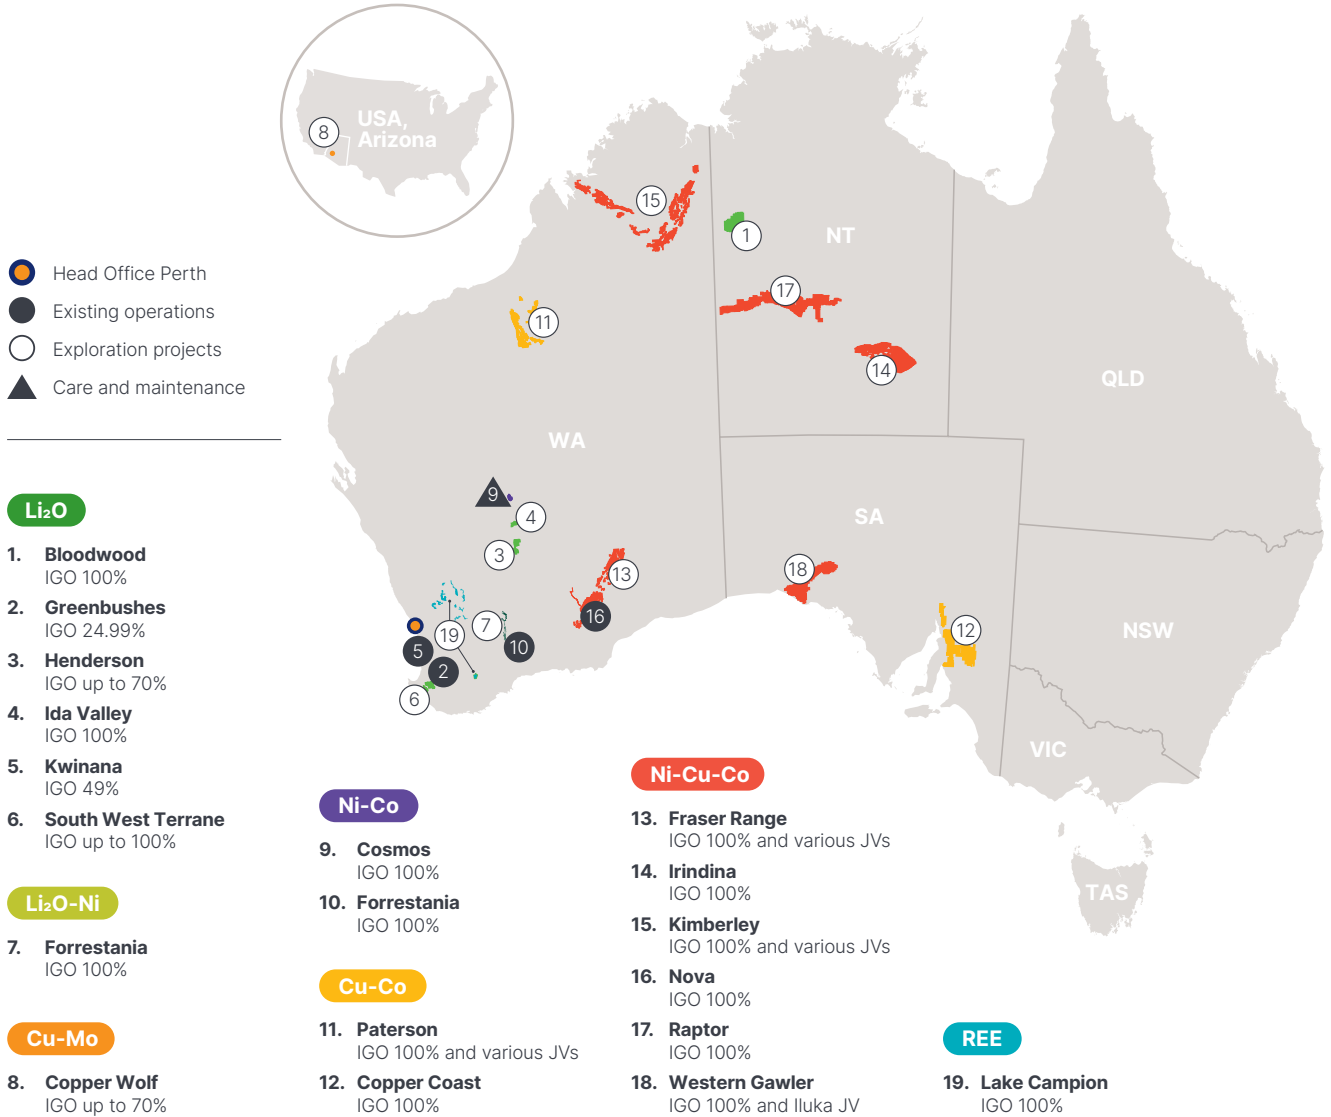 USA,
Arizona
8
Head Office Perth
Existing operations
Exploration projects
Care and maintenance
15
1
NT
17
11
14
QLD
WA
9
4
SA
3
13
18
16
7
19
10
5
2
6
12
NSW
VIC
TAS
Li₂O
1. Bloodwood
IGO 100%
2. Greenbushes
IGO 24.99%
3. Henderson
IGO up to 70%
4. Ida Valley
IGO 100%
5. Kwinana
IGO 49%
6. South West Terrane
IGO up to 100%
Li₂O-Ni
7. Forrestania
IGO 100%
Cu-Mo
8. Copper Wolf
IGO up to 70%
Ni-Co
9. Cosmos
IGO 100%
10. Forrestania
IGO 100%
Cu-Co
11. Paterson
IGO 100% and various JVs
12. Copper Coast
IGO 100%
Ni-Cu-Co
13. Fraser Range
IGO 100% and various JVs
14. Irindina
IGO 100%
15. Kimberley
IGO 100% and various JVs
16. Nova
IGO 100%
17. Raptor
IGO 100%
18. Western Gawler
IGO 100% and Iluka JV
REE
19. Lake Campion
IGO 100%